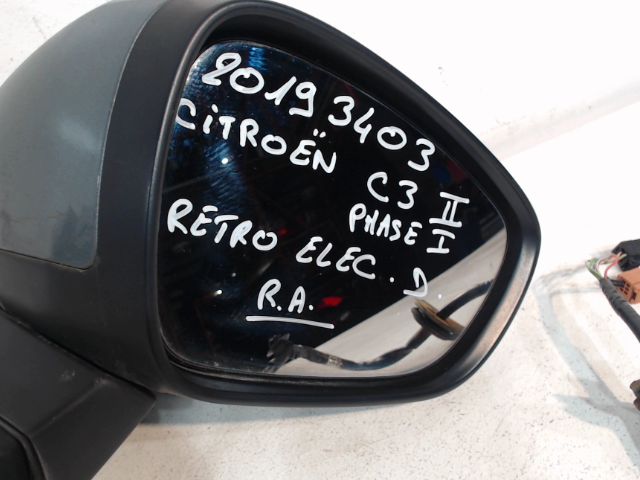 20193403
CITROËN C3 II
PHASE I
RETRO ELEC. D
R.A.